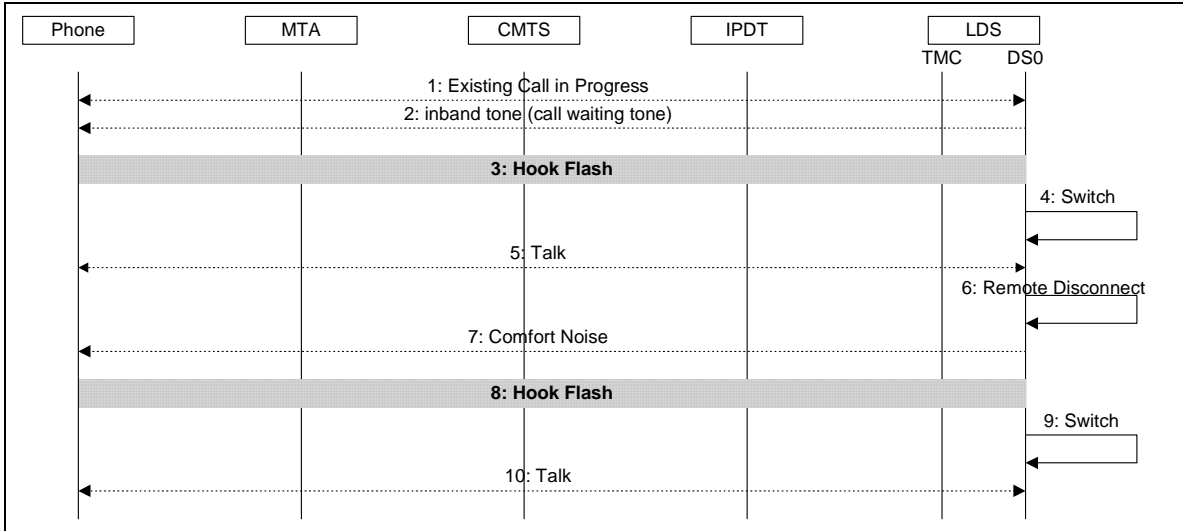 Phone MTA CMTS IPDT LDS
TMC DS0
1: Existing Call in Progress
2: inband tone (call waiting tone)
3: Hook Flash
4: Switch
5: Talk
6: Remote Disconnect
7: Comfort Noise
8: Hook Flash
9: Switch
10: Talk